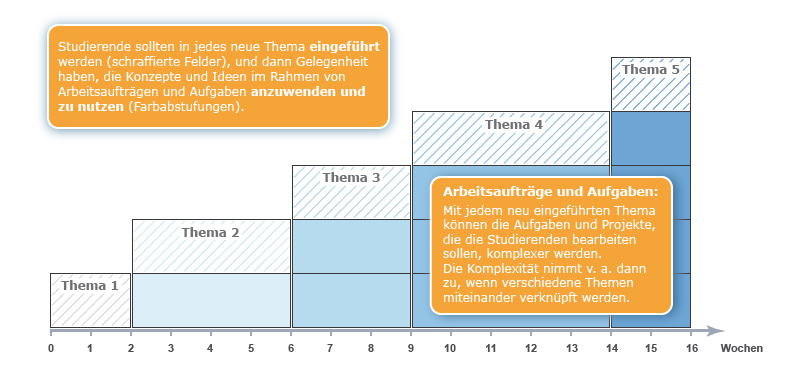 Studierende sollten in jedes neue Thema eingeführt
werden (schraffierte Felder), und dann Gelegenheit
haben, die Konzepte und Ideen im Rahmen von
Arbeitsaufträgen und Aufgaben anzuwenden und
zu nutzen (Farbabstufungen).
Thema 5
Thema 4
Thema 3
Thema 2
Thema 1
Arbeitsaufträge und Aufgaben:
Mit jedem neu eingeführten Thema
können die Aufgaben und Projekte,
die die Studierenden bearbeiten
sollen, komplexer werden.
Die Komplexität nimmt v. a. dann
zu, wenn verschiedene Themen
miteinander verknüpft werden.
0 1 2 3 4 5 6 7 8 9 10 11 12 13 14 15 16 Wochen